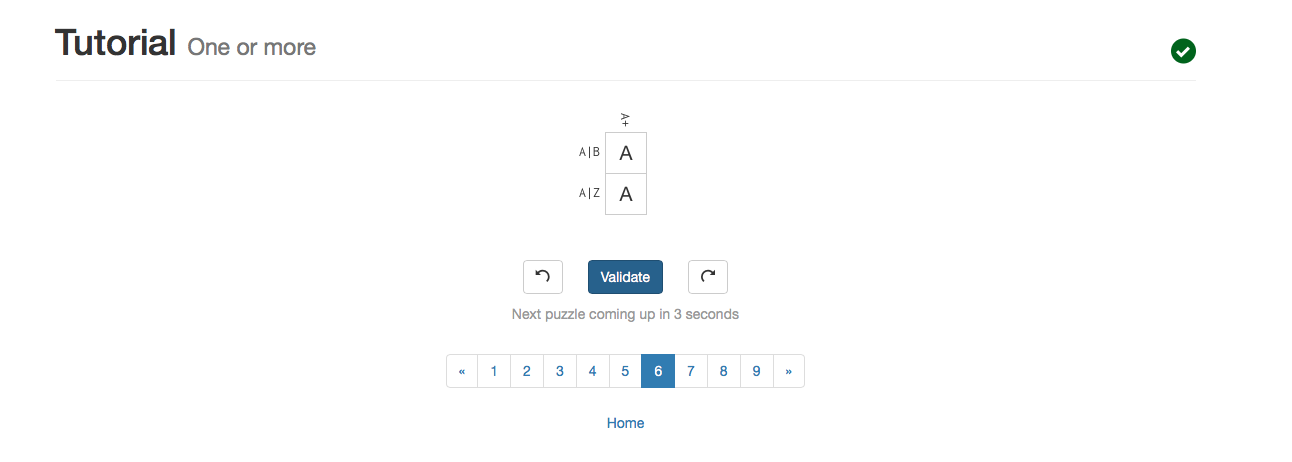 Tutorial One or more
A+
A|B A
A|Z A
Validate
Next puzzle coming up in 3 seconds
« 1 2 3 4 5 6 7 8 9 »
Home